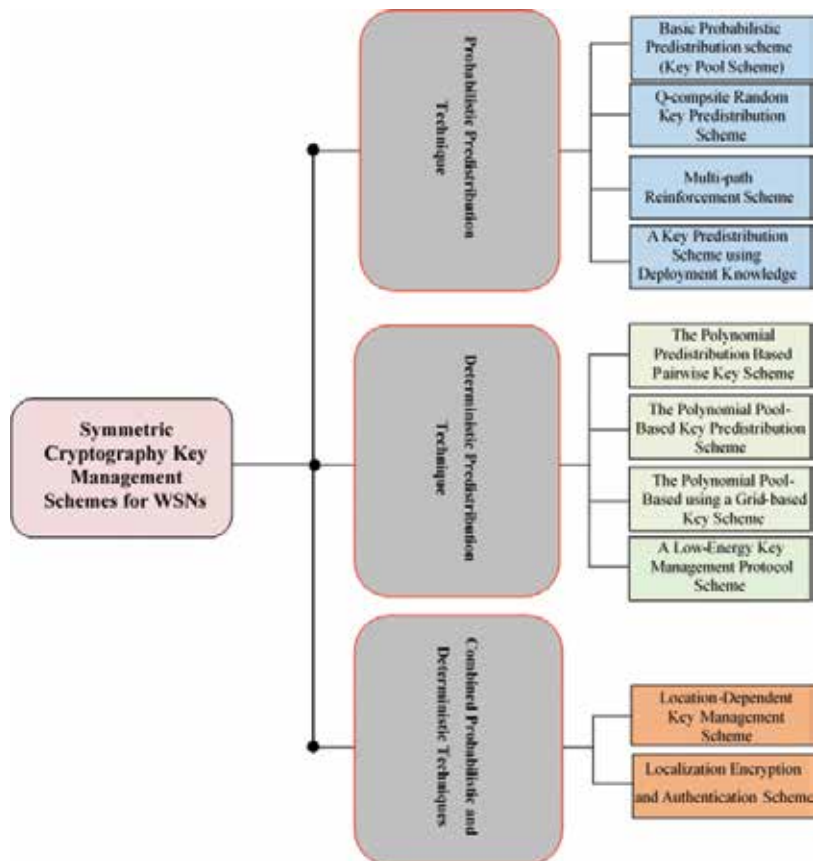 Symmetric
Cryptography Key
Management
Schemes for WSNs
Probabilistic Predistribution
Technique
Basic Probabilistic
Predistribution scheme
(Key Pool Scheme)
Q-compsite Random
Key Predistribution
Scheme
Multi-path
Reinforcement Scheme
A Key Predistribution
Scheme using
Deployment Knowledge
Deterministic Predistribution
Technique
The Polynomial
Predistribution Based
Pairwise Key Scheme
The Polynomial Pool-
Based Key Predistribution
Scheme
The Polynomial Pool-
Based using a Grid-based
Key Scheme
A Low-Energy Key
Management Protocol
Scheme
Combined Probabilistic and
Deterministic Techniques
Location-Dependent
Key Management
Scheme
Localization Encryption
and Authentication Scheme